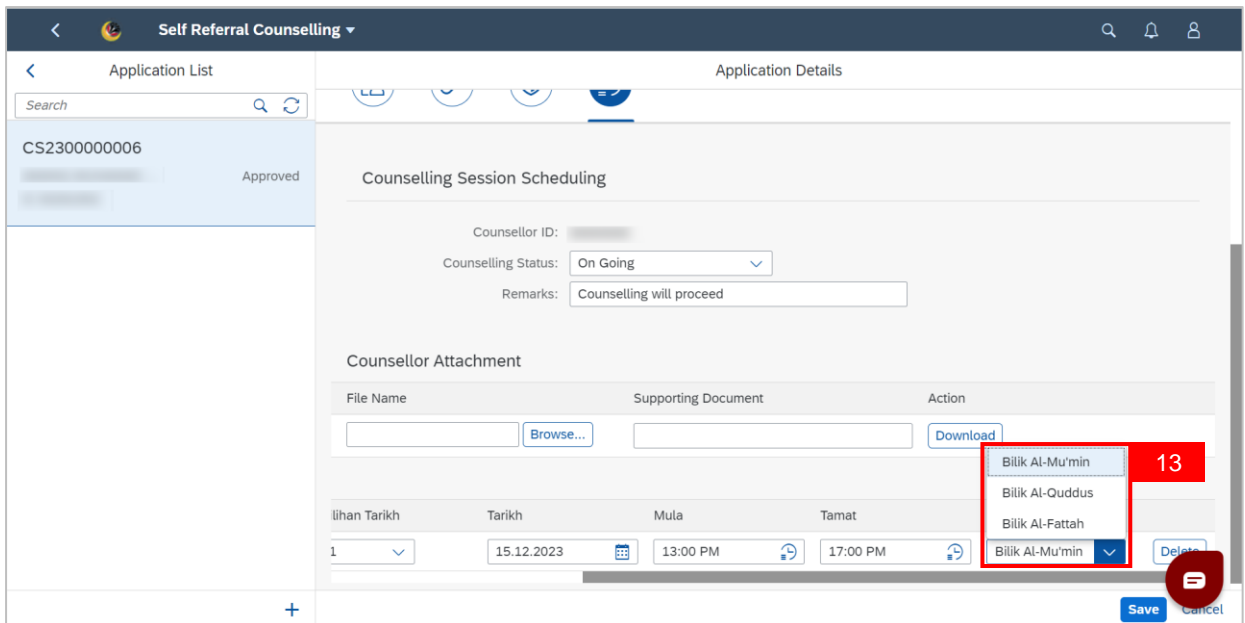 Self Referral Counselling
Application List
Application Details
Search
CS2300000006
Approved
Counselling Session Scheduling
Counsellor ID:
Counselling Status: On Going
Remarks: Counselling will proceed
Counsellor Attachment
File Name Supporting Document Action
Browse... Download
Bilik Al-Mu'min
13
Bilik Al-Quddus
Bilik Al-Fattah
lihan Tarikh Tarikh Mula Tamat
1 15.12.2023 13:00 PM 17:00 PM Bilik Al-Mu'min Delete
Save Cancel